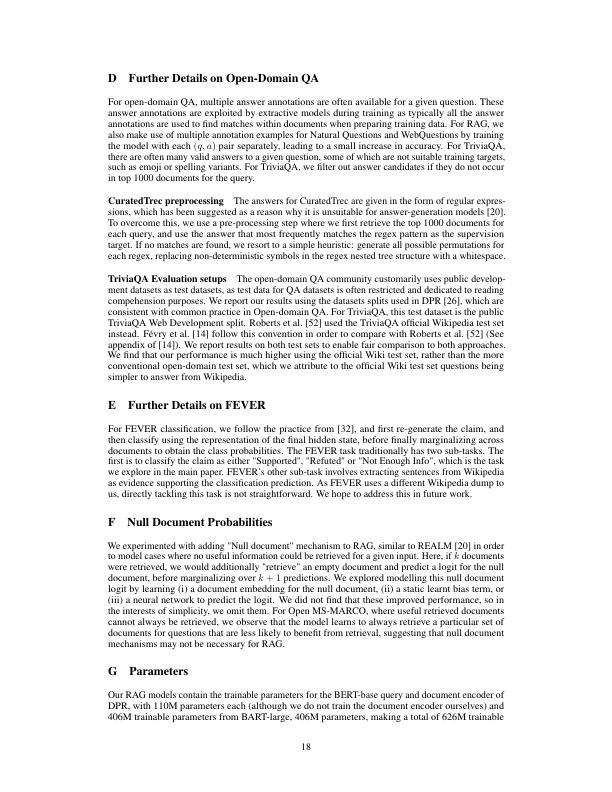 D Further Details on Open-Domain QA
For open-domain QA, multiple answer annotations are often available for a given question. These
answer annotations are exploited by extractive models during training as typically all the answer
annotations are used to find matches within documents when preparing training data. For RAG, we
also make use of multiple annotation examples for Natural Questions and WebQuestions by training
the model with each (q, a) pair separately, leading to a small increase in accuracy. For TriviaQA,
there are often many valid answers to a given question, some of which are not suitable training targets,
such as emoji or spelling variants. For TriviaQA, we filter out answer candidates if they do not occur
in top 1000 documents for the query.
CuratedTrec preprocessing The answers for CuratedTrec are given in the form of regular expres-
sions, which has been suggested as a reason why it is unsuitable for answer-generation models [20].
To overcome this, we use a pre-processing step where we first retrieve the top 1000 documents for
each query, and use the answer that most frequently matches the regex pattern as the supervision
target. If no matches are found, we resort to a simple heuristic: generate all possible permutations for
each regex, replacing non-deterministic symbols in the regex nested tree structure with a whitespace.
TriviaQA Evaluation setups The open-domain QA community customarily uses public develop-
ment datasets as test datasets, as test data for QA datasets is often restricted and dedicated to reading
compehension purposes. We report our results using the datasets splits used in DPR [26], which are
consistent with common practice in Open-domain QA. For TriviaQA, this test dataset is the public
TriviaQA Web Development split. Roberts et al. [52] used the TriviaQA official Wikipedia test set
instead. Févry et al. [14] follow this convention in order to compare with Roberts et al. [52] (See
appendix of [14]). We report results on both test sets to enable fair comparison to both approaches.
We find that our performance is much higher using the official Wiki test set, rather than the more
conventional open-domain test set, which we attribute to the official Wiki test set questions being
simpler to answer from Wikipedia.
E Further Details on FEVER
For FEVER classification, we follow the practice from [32], and first re-generate the claim, and
then classify using the representation of the final hidden state, before finally marginalizing across
documents to obtain the class probabilities. The FEVER task traditionally has two sub-tasks. The
first is to classify the claim as either "Supported", "Refuted" or "Not Enough Info", which is the task
we explore in the main paper. FEVER's other sub-task involves extracting sentences from Wikipedia
as evidence supporting the classification prediction. As FEVER uses a different Wikipedia dump to
us, directly tackling this task is not straightforward. We hope to address this in future work.
F Null Document Probabilities
We experimented with adding "Null document" mechanism to RAG, similar to REALM [20] in order
to model cases where no useful information could be retrieved for a given input. Here, if k documents
were retrieved, we would additionally "retrieve" an empty document and predict a logit for the null
document, before marginalizing over k + 1 predictions. We explored modelling this null document
logit by learning (i) a document embedding for the null document, (ii) a static learnt bias term, or
(iii) a neural network to predict the logit. We did not find that these improved performance, so in
the interests of simplicity, we omit them. For Open MS-MARCO, where useful retrieved documents
cannot always be retrieved, we observe that the model learns to always retrieve a particular set of
documents for questions that are less likely to benefit from retrieval, suggesting that null document
mechanisms may not be necessary for RAG.
G Parameters
Our RAG models contain the trainable parameters for the BERT-base query and document encoder of
DPR, with 110M parameters each (although we do not train the document encoder ourselves) and
406M trainable parameters from BART-large, 406M parameters, making a total of 626M trainable
18